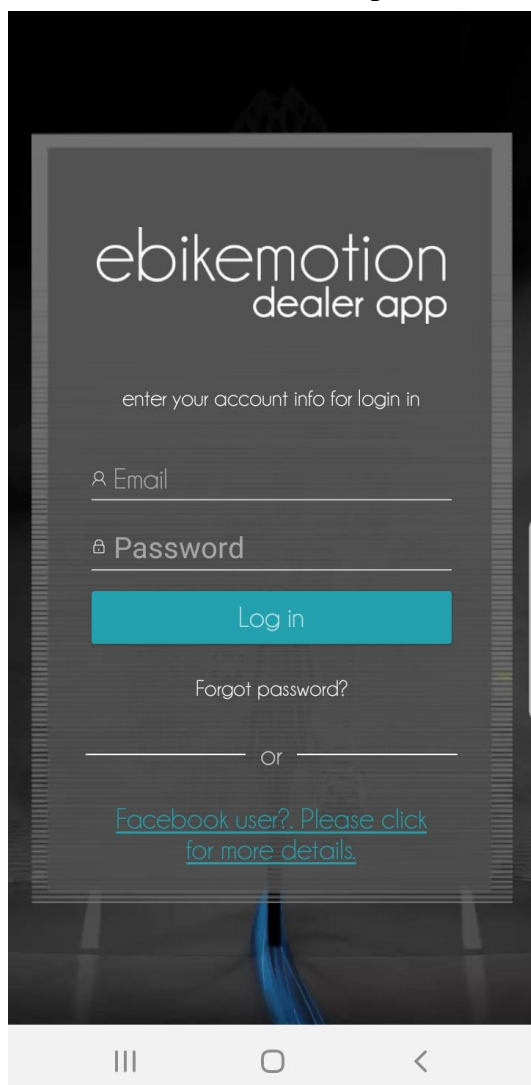 ebikemotion
dealer app
enter your account info for login in
Email
Password
Log in
Forgot password?
or
Facebook user?. Please click
for more details.